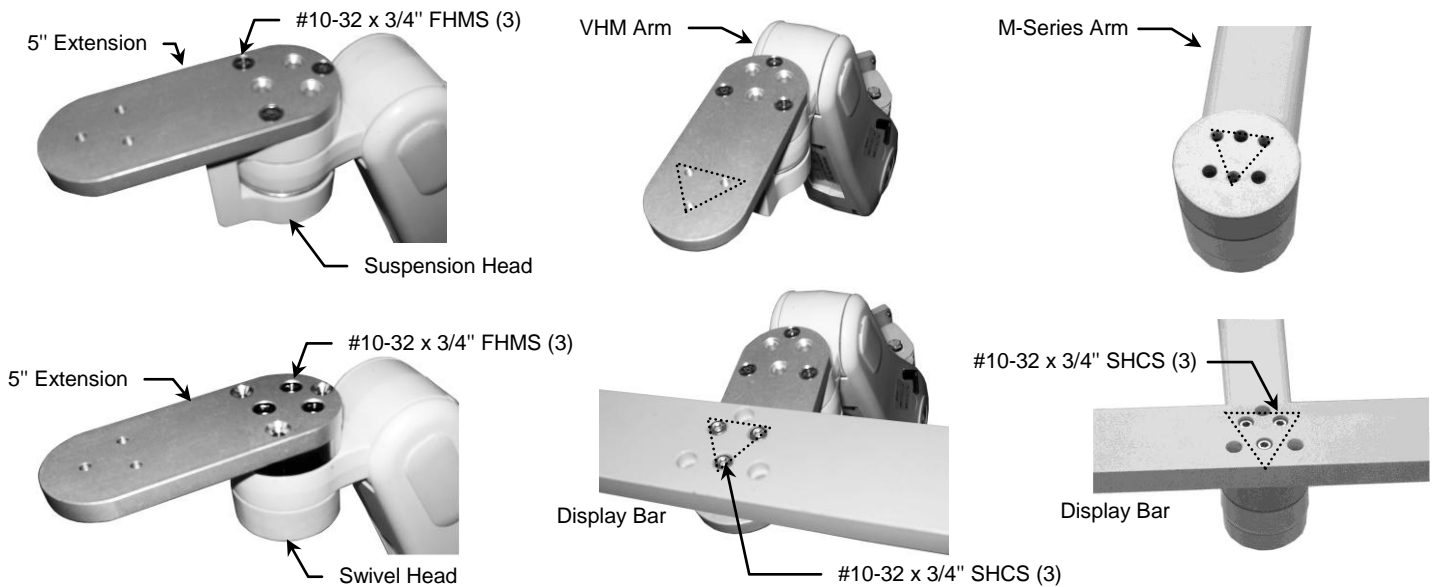 #10-32 x 3/4" FHMS (3)
5" Extension
Suspension Head
VHM Arm
M-Series Arm
#10-32 x 3/4" FHMS (3)
5" Extension
Swivel Head
Display Bar
#10-32 x 3/4" SHCS (3)
#10-32 x 3/4" SHCS (3)
Display Bar